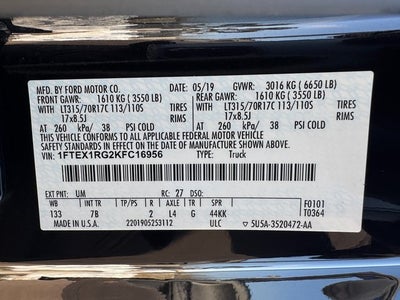 MFD. BY FORD MOTOR CO. 05/19 GVWR: 3016 KG ( 6650 LB)
FRONT GAWR: 1610 KG ( 3550 LB) REAR GAWR: 1610 KG ( 3550 LB)
LT315/70R17C 113/110S TIRES LT315/70R17C 113/110S TIRES
17x8.5J RIMS 17x8.5J RIMS
AT 260 kPa/ 38 PSI COLD AT 260 kPa/ 38 PSI COLD
THIS VEHICLE CONFORMS TO ALL APPLICABLE FEDERAL MOTOR VEHICLE
SAFETY STANDARDS IN EFFECT ON THE DATE OF MANUFACTURE SHOWN ABOVE.
VIN: 1FTEX1RG2KFC16956 TYPE: Truck
EXT PNT: UM RC: 27 DSO:
WB TP/PS R AXLE SPR
133 7B 2 L4 G 44KK F0101 T0364
MADE IN U.S.A. 2201905253112 ULC 5U5A-3520472-AA